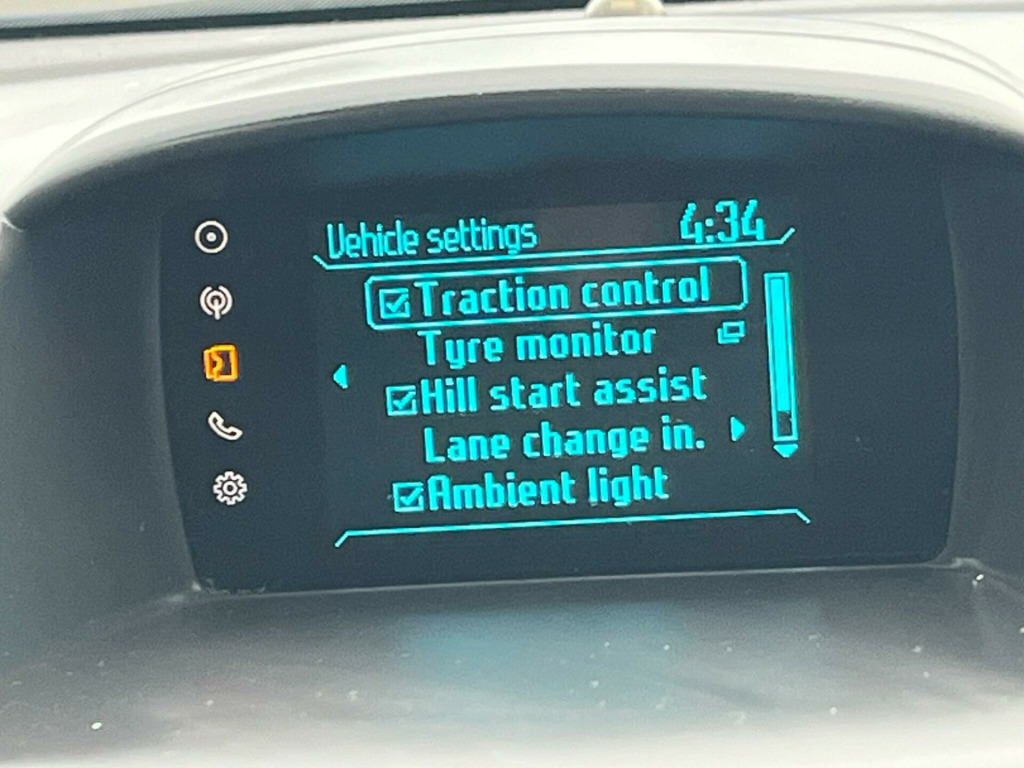 Vehicle settings 4:34
Traction control
Tyre monitor
Hill start assist
Lane change in.
Ambient light